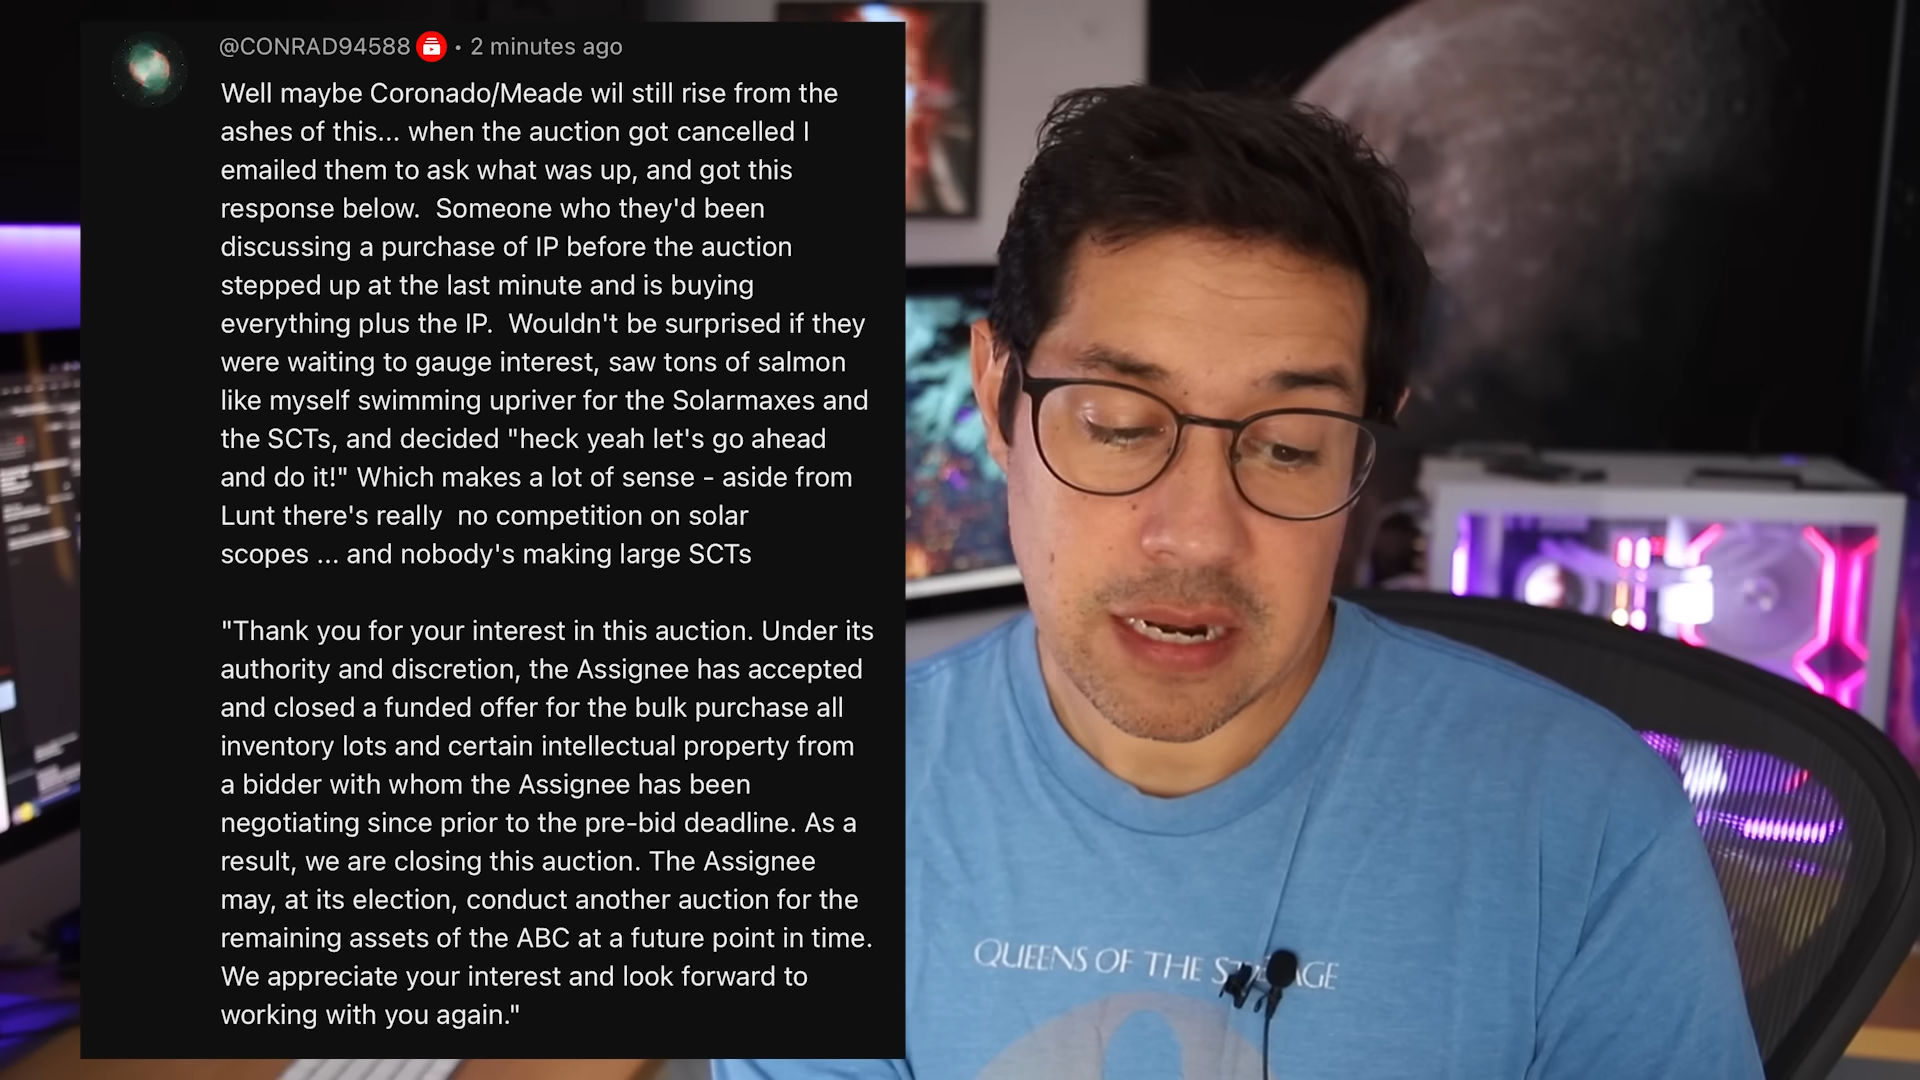 @CONRAD94588 • 2 minutes ago
Well maybe Coronado/Meade wil still rise from the
ashes of this... when the auction got cancelled I
emailed them to ask what was up, and got this
response below.  Someone who they'd been
discussing a purchase of IP before the auction
stepped up at the last minute and is buying
everything plus the IP.  Wouldn't be surprised if they
were waiting to gauge interest, saw tons of salmon
like myself swimming upriver for the Solarmaxes and
the SCTs, and decided "heck yeah let's go ahead
and do it!" Which makes a lot of sense - aside from
Lunt there's really  no competition on solar
scopes ... and nobody's making large SCTs
"Thank you for your interest in this auction. Under its
authority and discretion, the Assignee has accepted
and closed a funded offer for the bulk purchase all
inventory lots and certain intellectual property from
a bidder with whom the Assignee has been
negotiating since prior to the pre-bid deadline. As a
result, we are closing this auction. The Assignee
may, at its election, conduct another auction for the
remaining assets of the ABC at a future point in time.
We appreciate your interest and look forward to
working with you again."
QUEENS OF THE